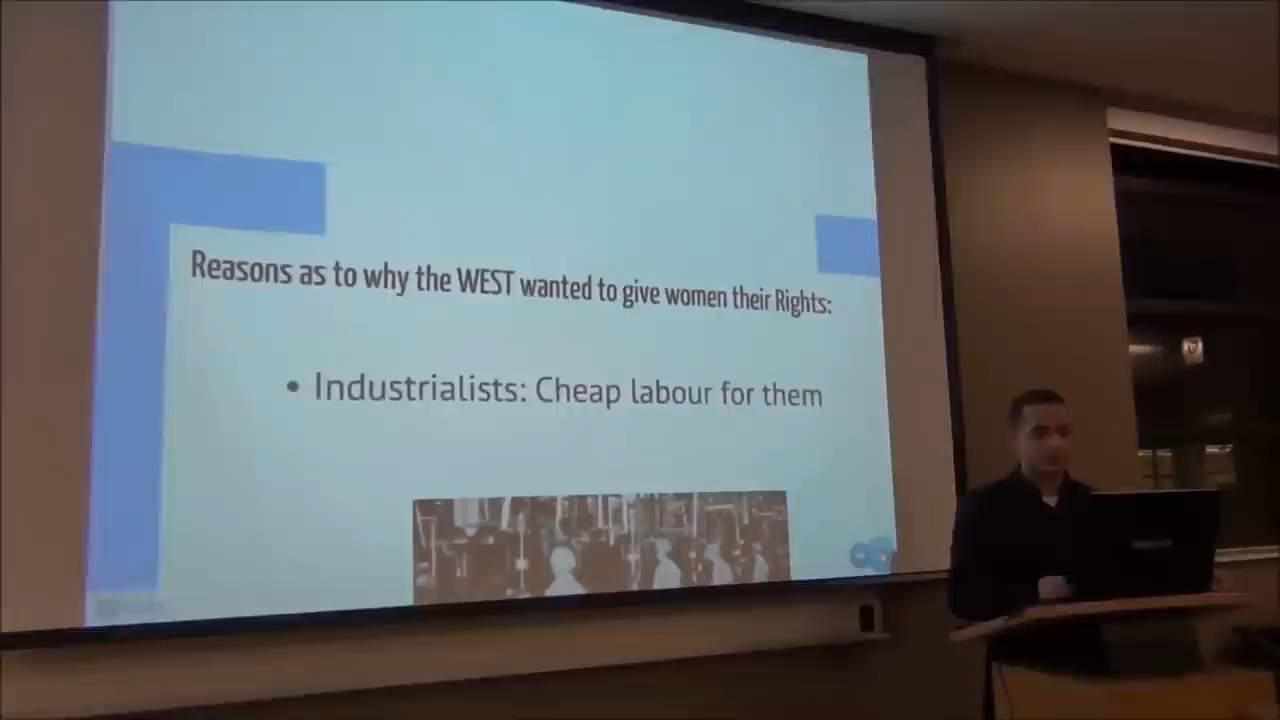 Reasons as to why the WEST wanted to give women their Rights:
• Industrialists: Cheap labour for them